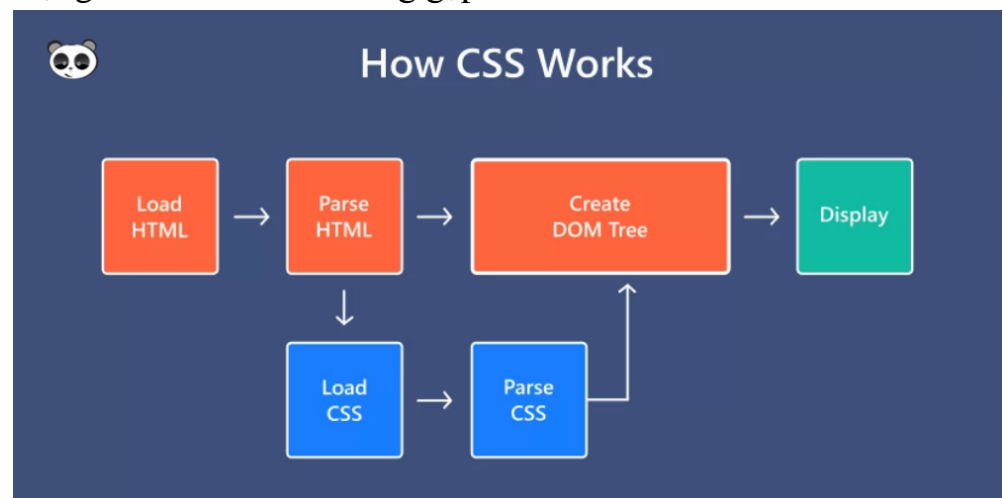 How CSS Works
Load
HTML
Parse
HTML
Create
DOM Tree
Display
Load
CSS
Parse
CSS